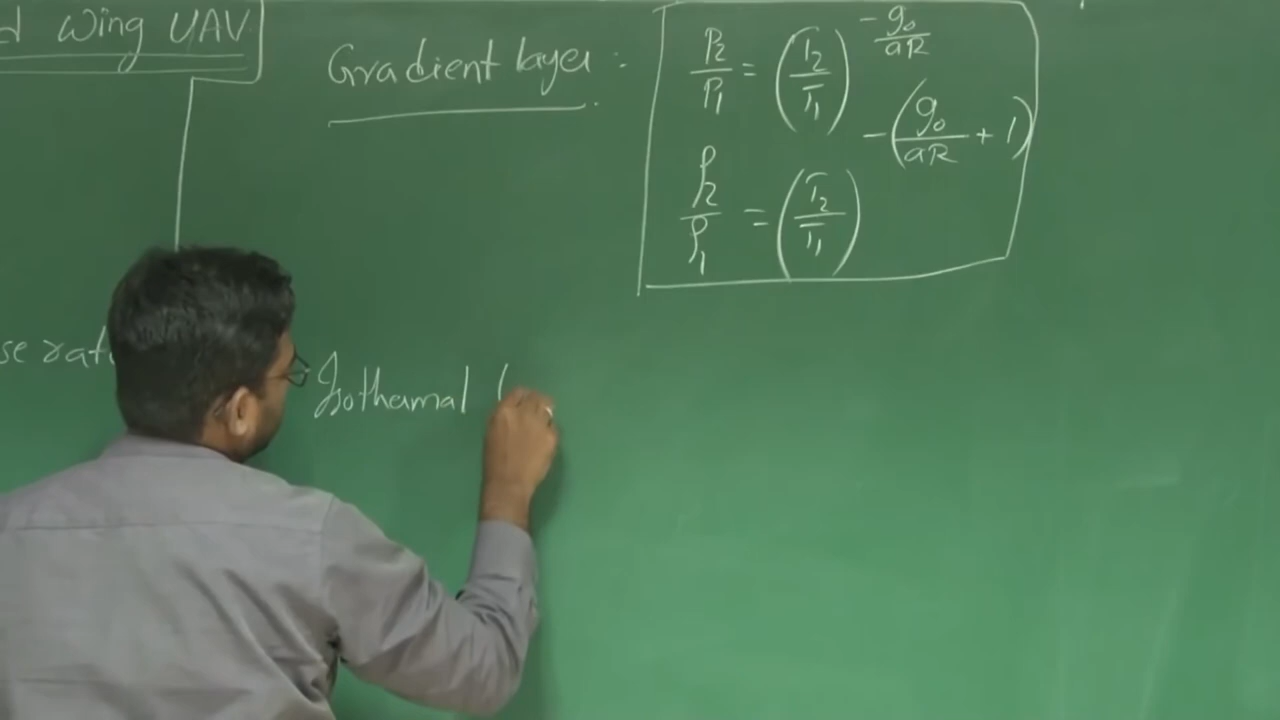 d Wing UAV
Gradient layer :
P₂/P₁ = (T₂/T₁)^(-g₀/aR)
ρ₂/ρ₁ = (T₂/T₁)^(-(g₀/aR + 1))
se rat
Isothermal (